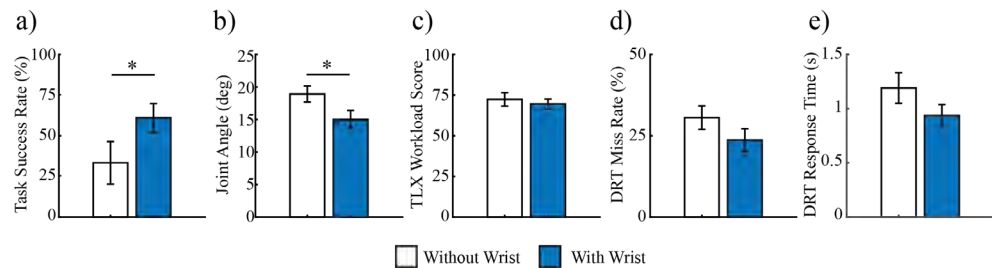 a)
Task Success Rate (%)
100
75
50
25
0
*
b)
Joint Angle (deg)
25
20
15
10
5
0
*
c)
TLX Workload Score
100
75
50
25
0
d)
DRT Miss Rate (%)
50
25
0
e)
DRT Response Time (s)
1.5
1
0.5
0
Without Wrist
With Wrist